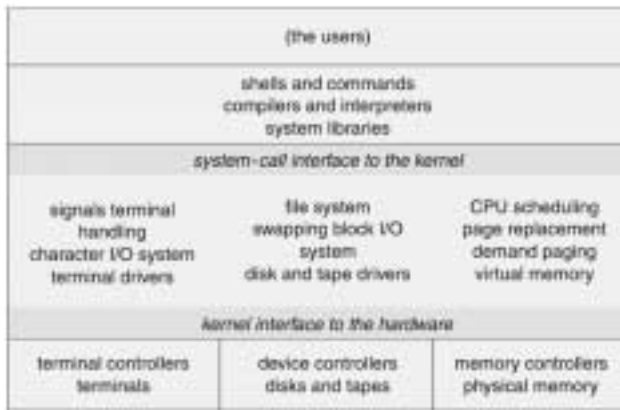 (the users)
shells and commands
compilers and interpreters
system libraries
system-call interface to the kernel
signals terminal
handling
character I/O system
terminal drivers
file system
swapping block I/O
system
disk and tape drivers
CPU scheduling
page replacement
demand paging
virtual memory
kernel interface to the hardware
terminal controllers
terminals
device controllers
disks and tapes
memory controllers
physical memory